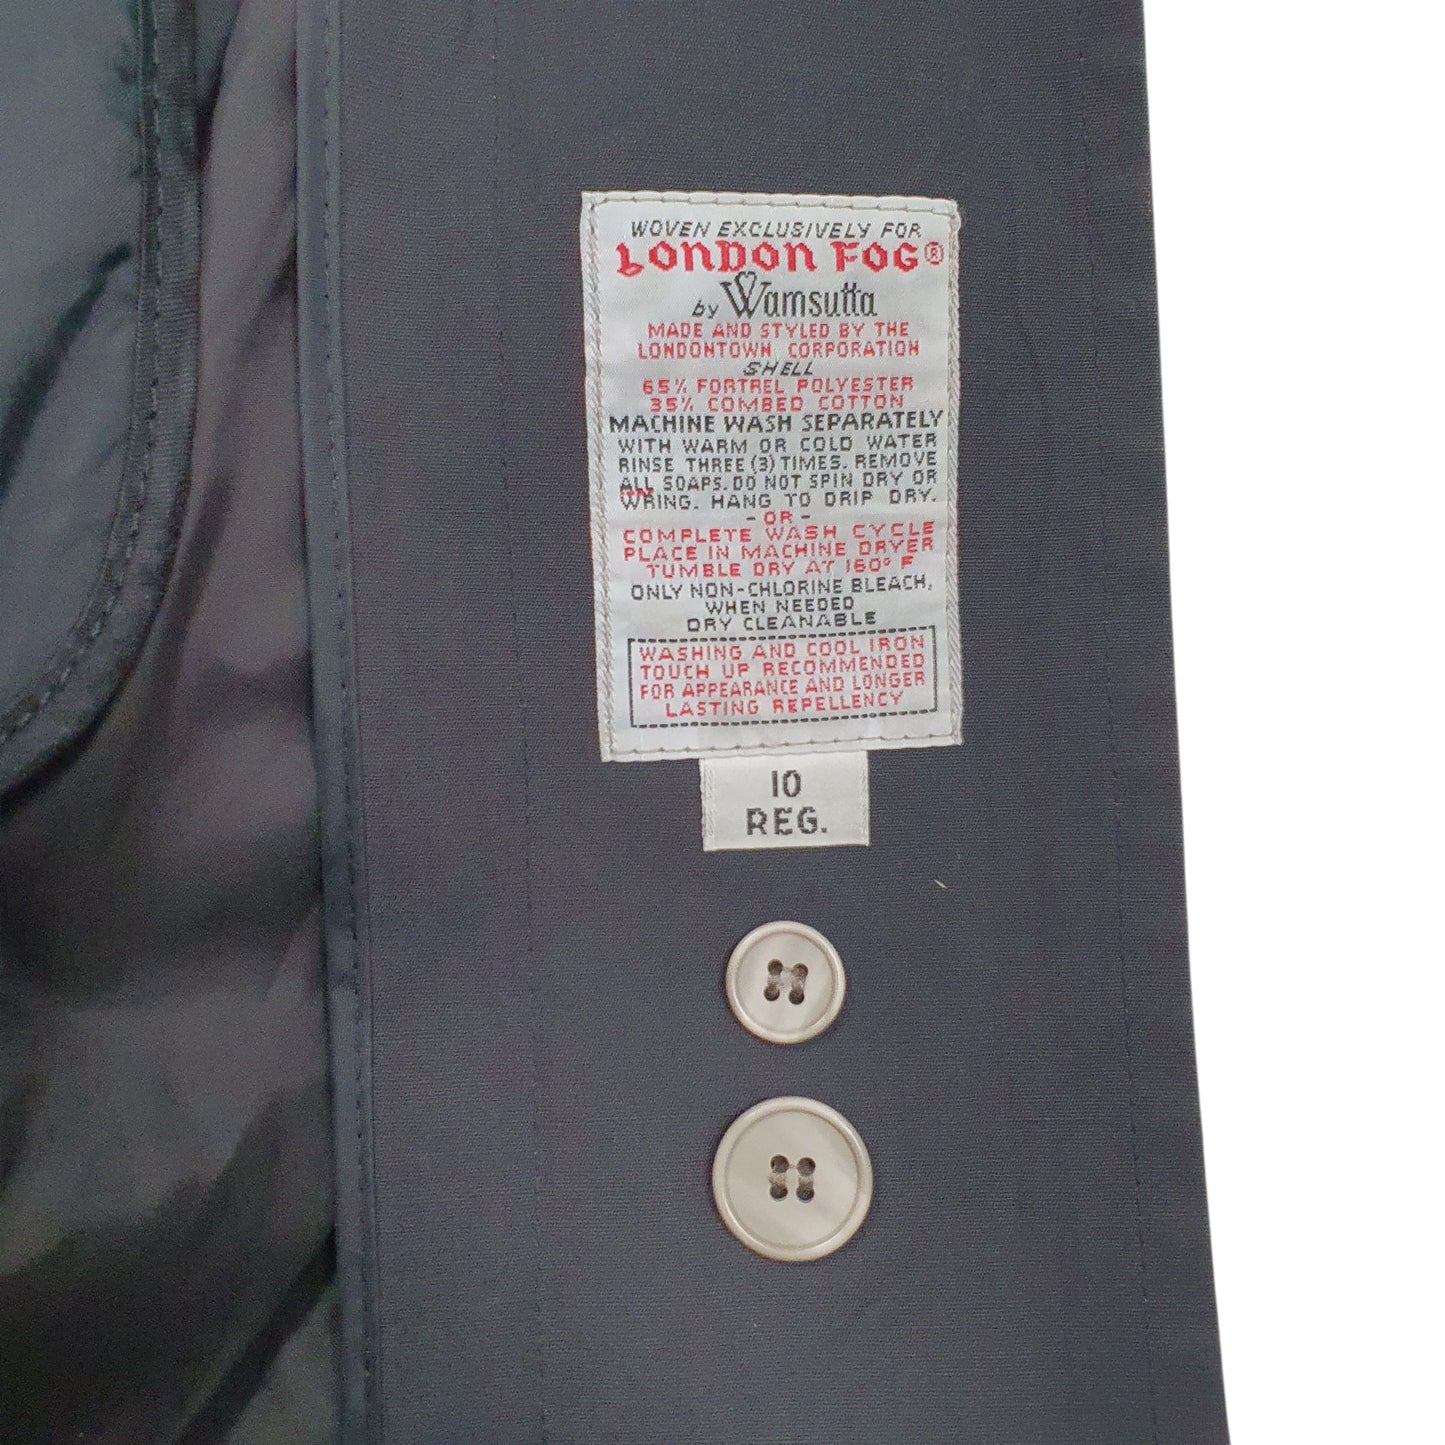 WOVEN EXCLUSIVELY FOR
LONDON FOG®
by Wamsutta
MADE AND STYLED BY THE
LONDONTOWN CORPORATION
SHELL
65% FORTREL POLYESTER
35% COMBED COTTON
MACHINE WASH SEPARATELY
WITH WARM OR COLD WATER
RINSE THREE (3) TIMES. REMOVE
ALL SOAPS. DO NOT SPIN DRY OR
WRING. HANG TO DRIP DRY.
- OR -
COMPLETE WASH CYCLE
PLACE IN MACHINE DRYER
TUMBLE DRY AT 160° F
ONLY NON-CHLORINE BLEACH,
WHEN NEEDED
DRY CLEANABLE
WASHING AND COOL IRON
TOUCH UP RECOMMENDED
FOR APPEARANCE AND LONGER
LASTING REPELLENCY
10
REG.